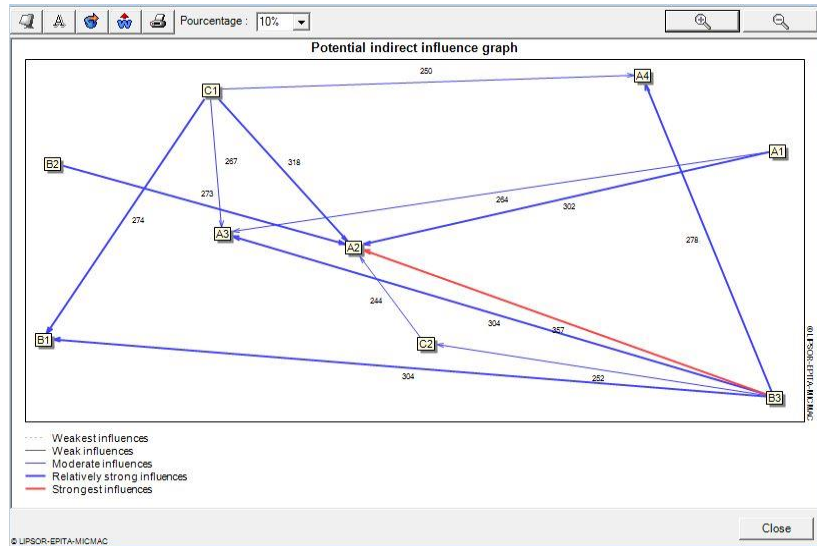 Pourcentage : 10%
Potential indirect influence graph
250
A4
C1
A1
B2
267
318
273
264
302
274
A3
A2
278
244
304
357
B1
C2
304
252
B3
© LIPSOR-EPITA-MICMAC
Weakest influences
Weak influences
Moderate influences
Relatively strong influences
Strongest influences
Close
© LIPSOR-EPITA-MICMAC